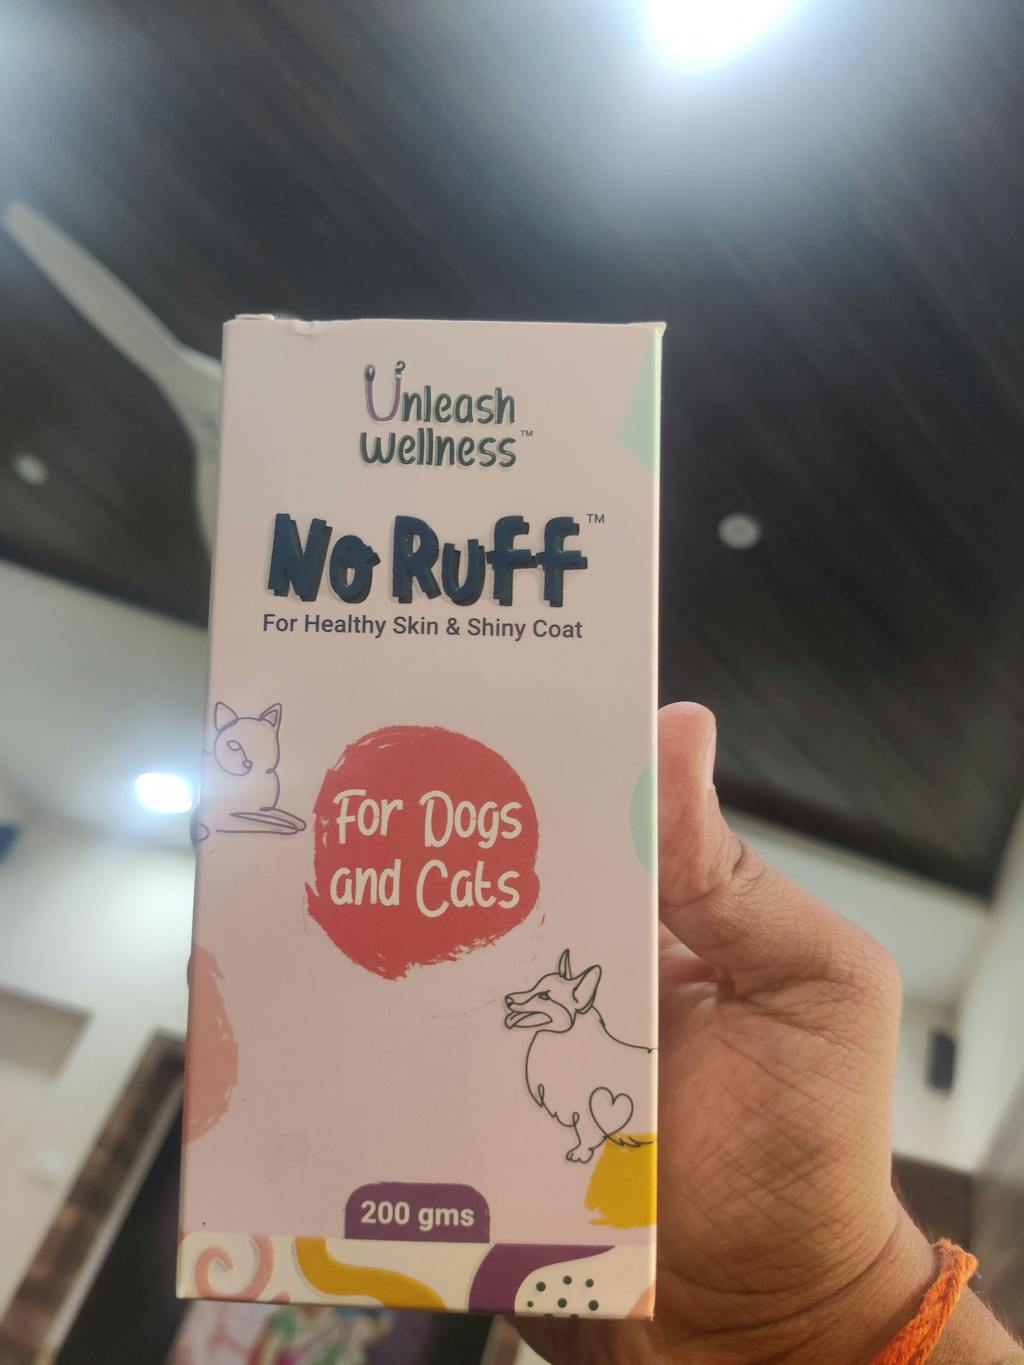 Unleash
wellness™
No Ruff™
For Healthy Skin & Shiny Coat
For Dogs
and Cats
200 gms